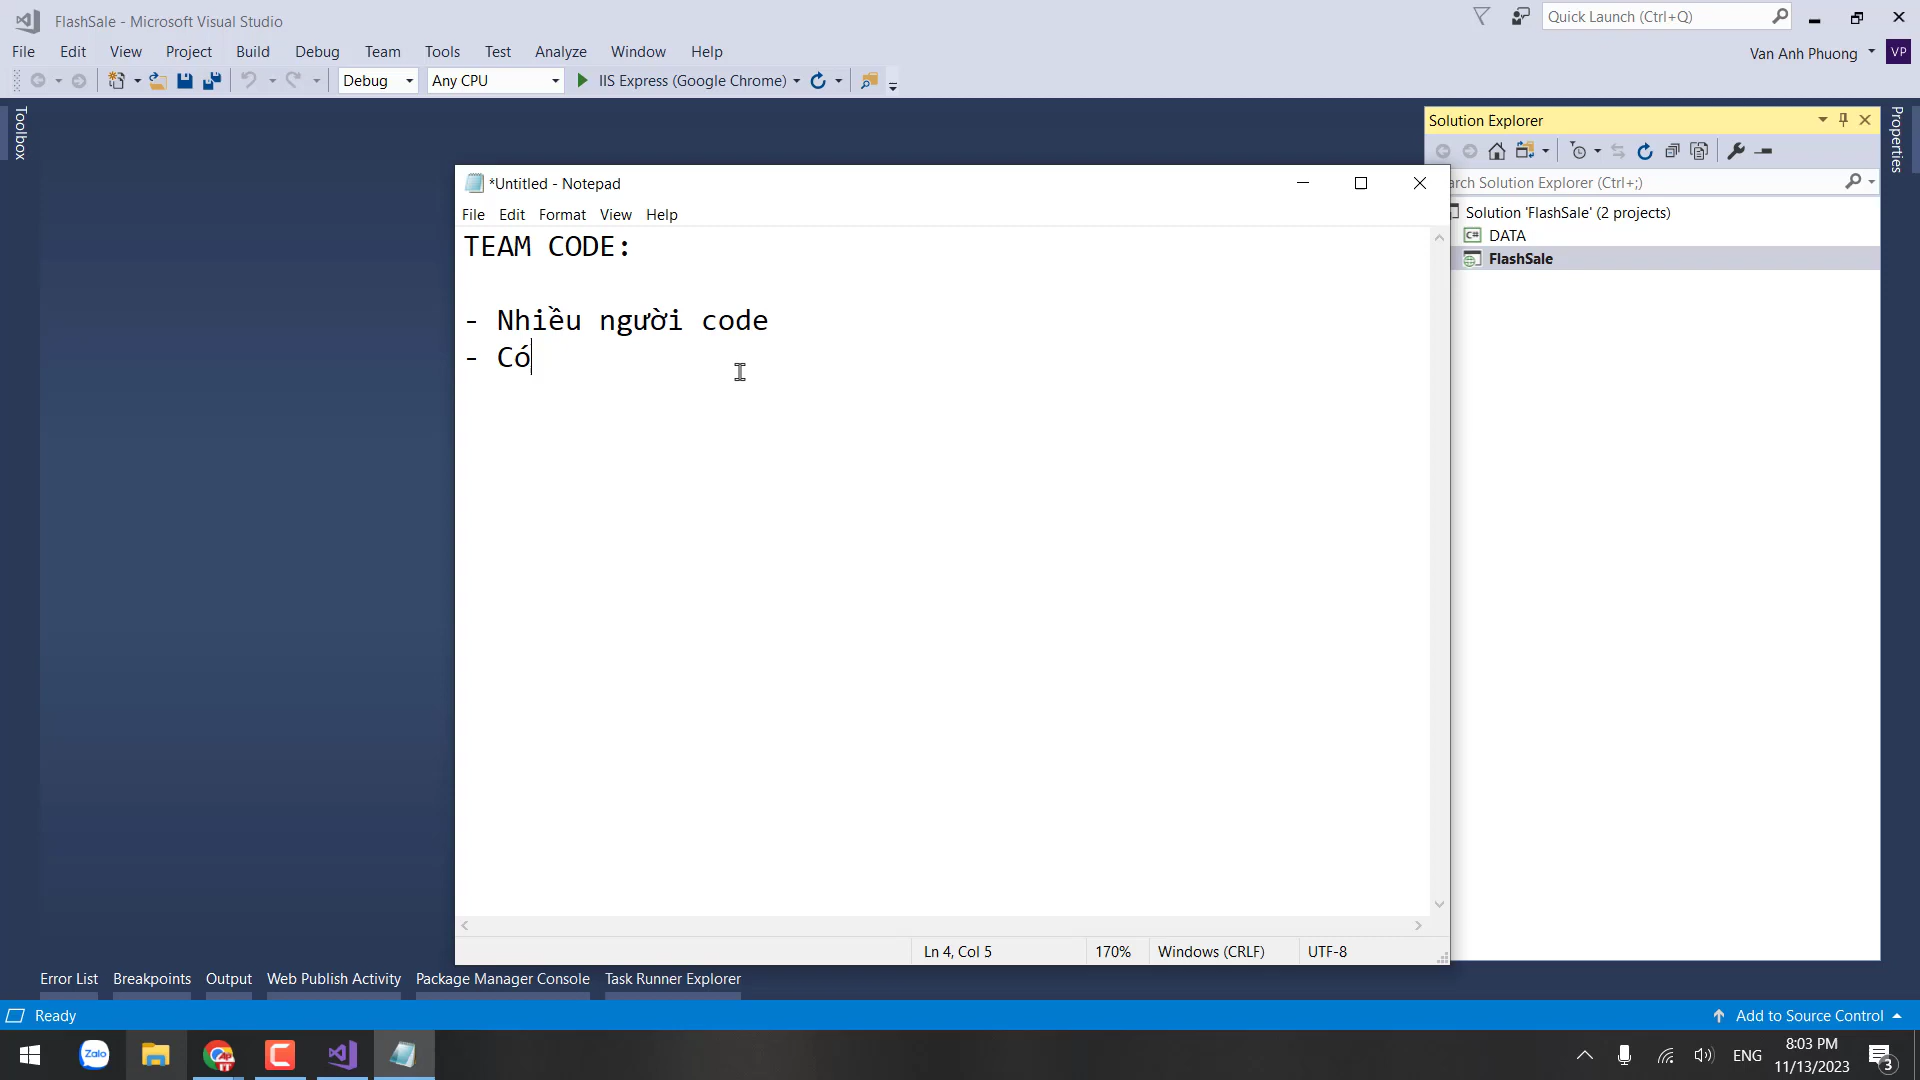 FlashSale - Microsoft Visual Studio
Quick Launch (Ctrl+Q)
File Edit View Project Build Debug Team Tools Test Analyze Window Help
Van Anh Phuong VP
Debug Any CPU IIS Express (Google Chrome)
Toolbox
Solution Explorer
Properties
*Untitled - Notepad
arch Solution Explorer (Ctrl+;)
File Edit Format View Help
Solution 'FlashSale' (2 projects)
C# DATA
FlashSale
TEAM CODE:
- Nhiều người code
- Có
Ln 4, Col 5 170% Windows (CRLF) UTF-8
Error List Breakpoints Output Web Publish Activity Package Manager Console Task Runner Explorer
Ready
Add to Source Control
Zalo
ENG
8:03 PM
11/13/2023
3